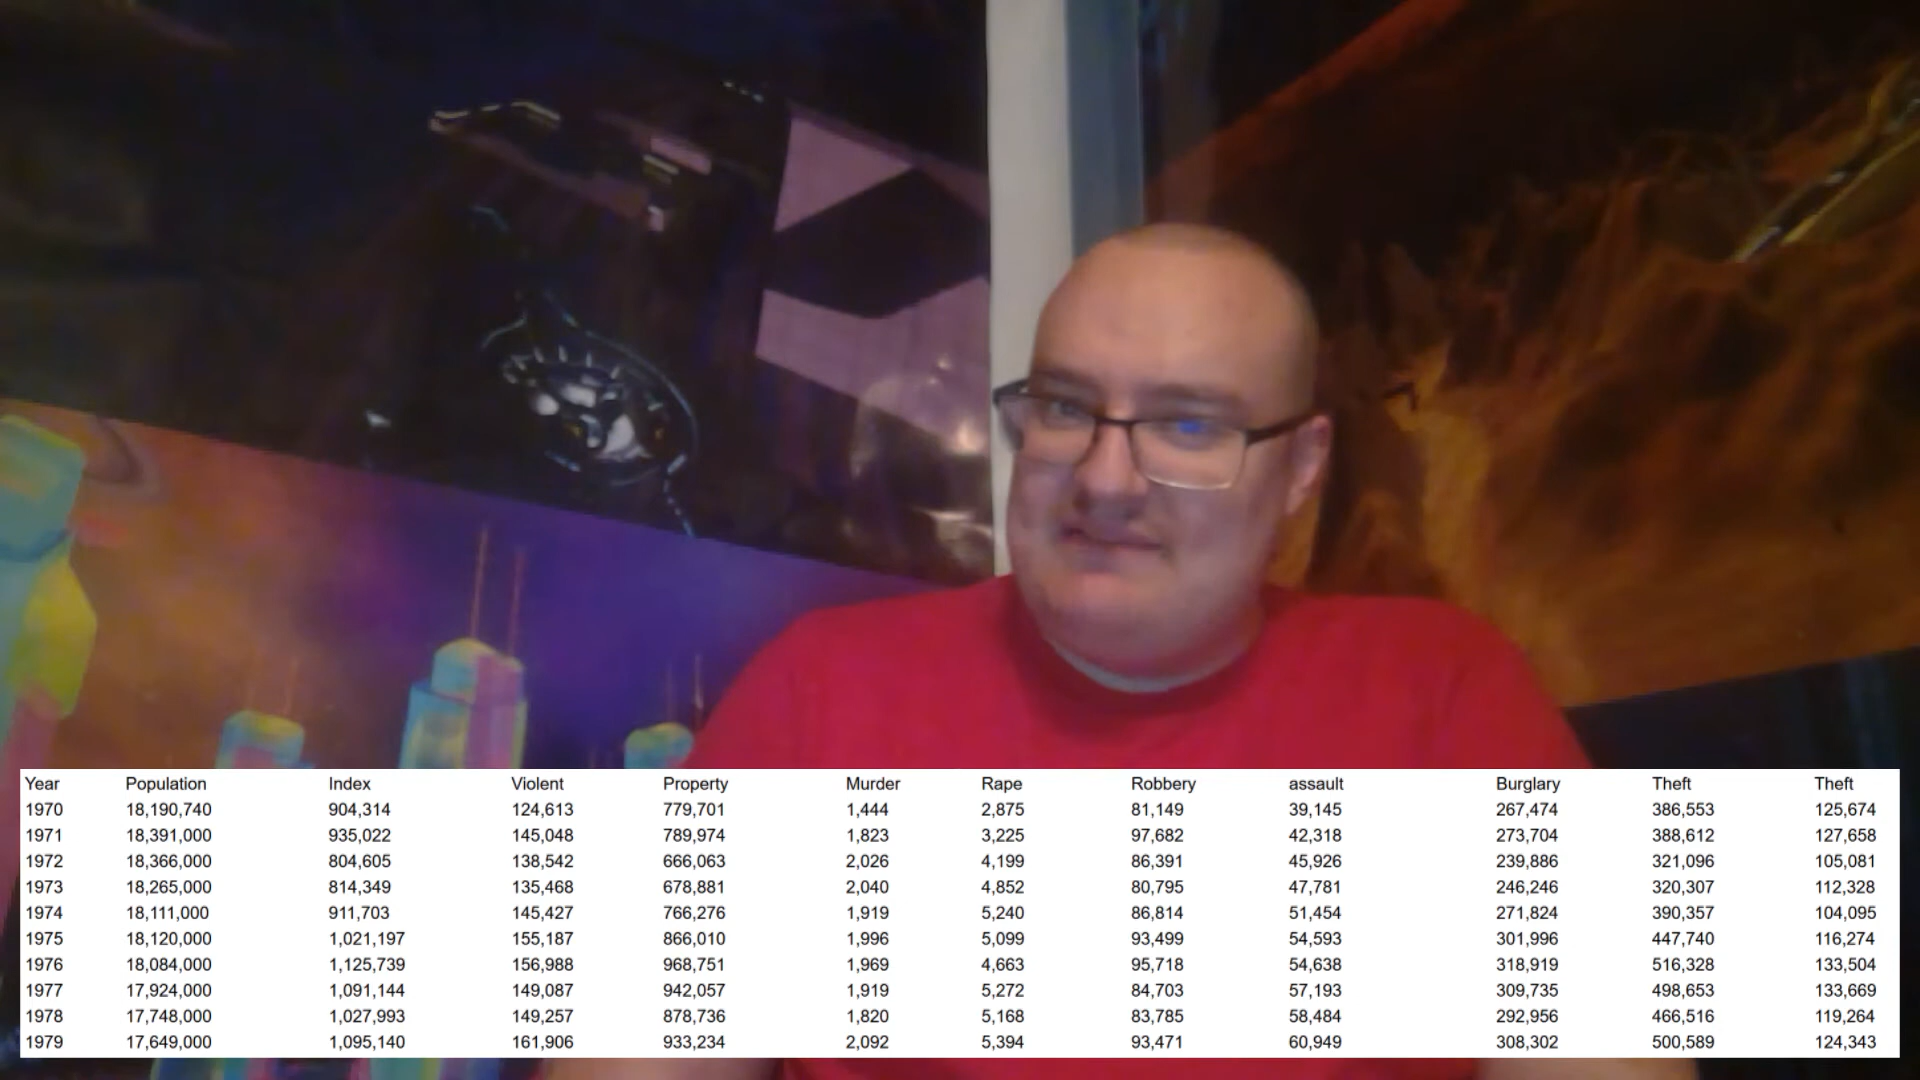 Year Population Index Violent Property Murder Rape Robbery assault Burglary Theft Theft
1970 18,190,740 904,314 124,613 779,701 1,444 2,875 81,149 39,145 267,474 386,553 125,674
1971 18,391,000 935,022 145,048 789,974 1,823 3,225 97,682 42,318 273,704 388,612 127,658
1972 18,366,000 804,605 138,542 666,063 2,026 4,199 86,391 45,926 239,886 321,096 105,081
1973 18,265,000 814,349 135,468 678,881 2,040 4,852 80,795 47,781 246,246 320,307 112,328
1974 18,111,000 911,703 145,427 766,276 1,919 5,240 86,814 51,454 271,824 390,357 104,095
1975 18,120,000 1,021,197 155,187 866,010 1,996 5,099 93,499 54,593 301,996 447,740 116,274
1976 18,084,000 1,125,739 156,988 968,751 1,969 4,663 95,718 54,638 318,919 516,328 133,504
1977 17,924,000 1,091,144 149,087 942,057 1,919 5,272 84,703 57,193 309,735 498,653 133,669
1978 17,748,000 1,027,993 149,257 878,736 1,820 5,168 83,785 58,484 292,956 466,516 119,264
1979 17,649,000 1,095,140 161,906 933,234 2,092 5,394 93,471 60,949 308,302 500,589 124,343